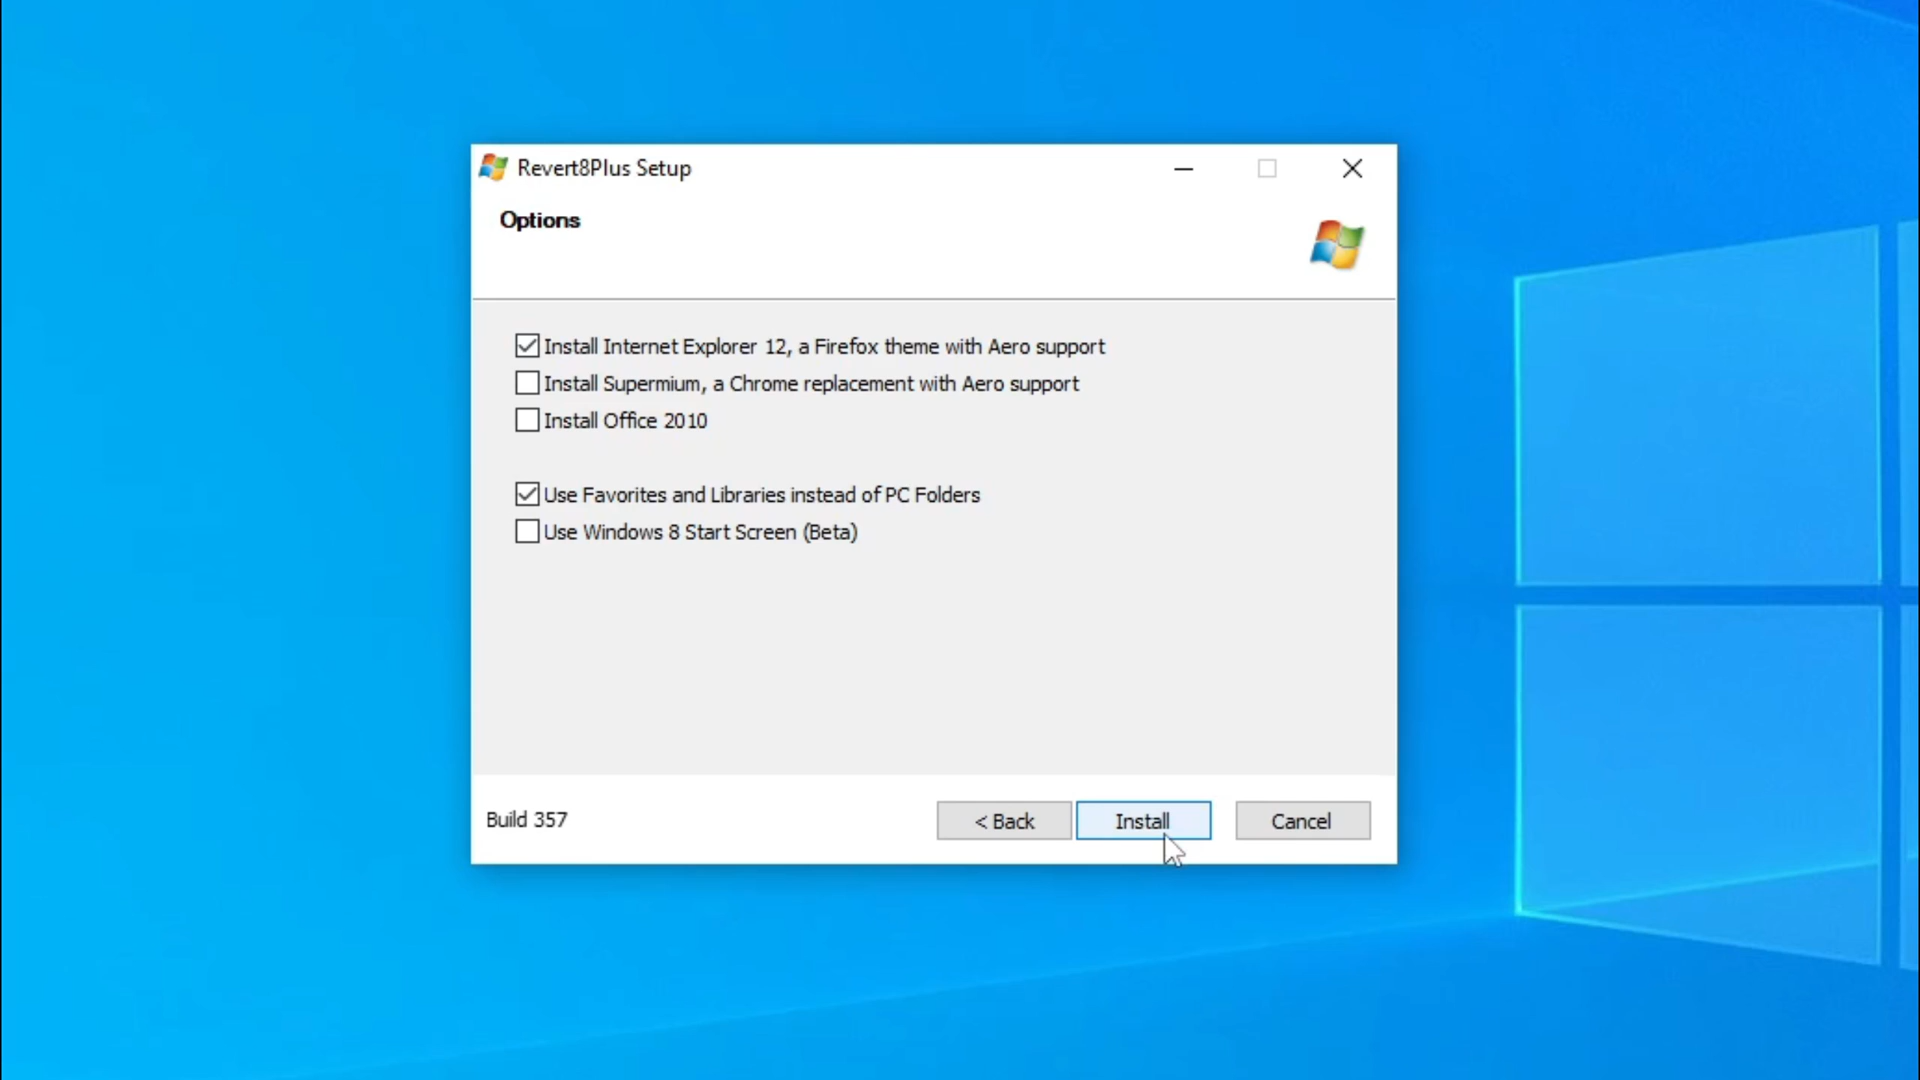 Revert8Plus Setup
Options
Install Internet Explorer 12, a Firefox theme with Aero support
Install Supermium, a Chrome replacement with Aero support
Install Office 2010
Use Favorites and Libraries instead of PC Folders
Use Windows 8 Start Screen (Beta)
Build 357
< Back
Install
Cancel